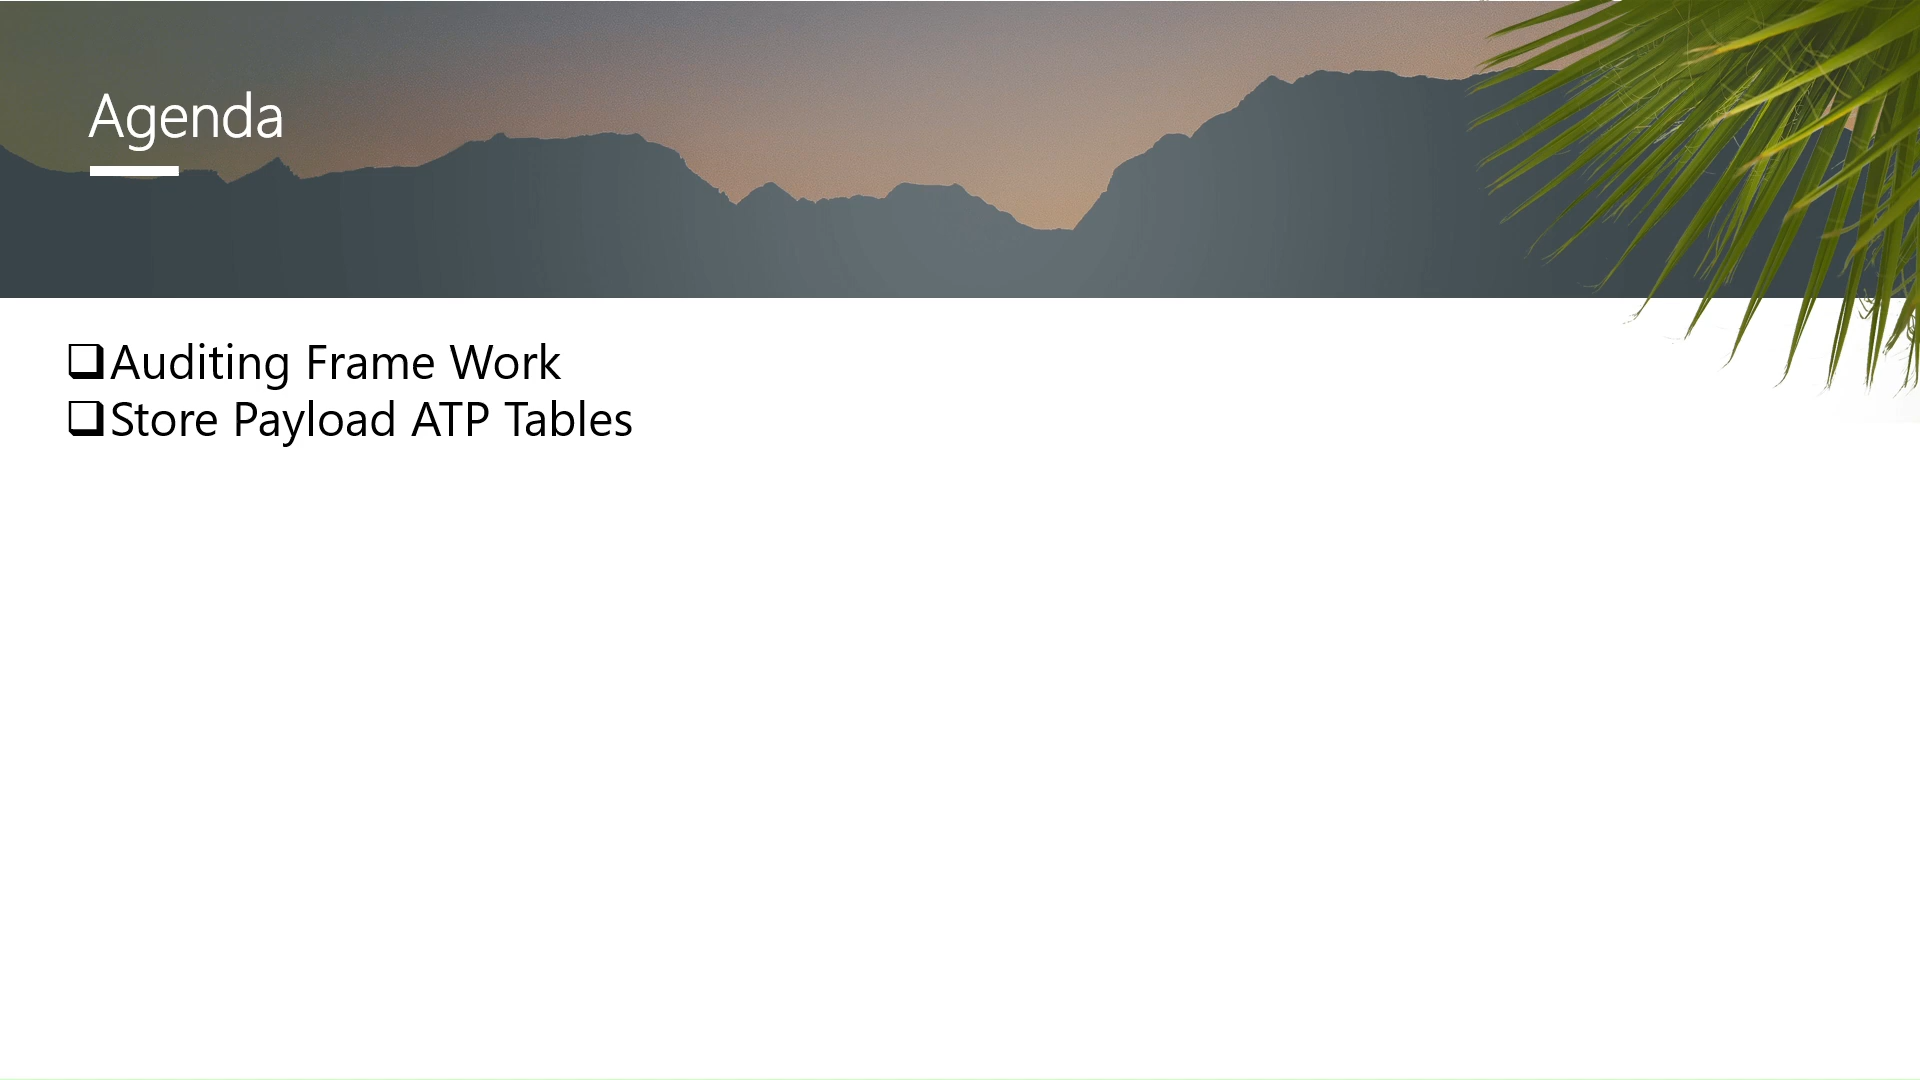 Agenda
❑Auditing Frame Work
❑Store Payload ATP Tables